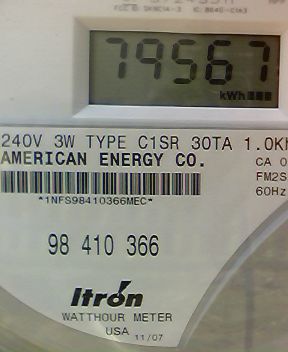 79567
kWh
240V 3W TYPE C1SR 30TA 1.0Kh
AMERICAN ENERGY CO.
CA 0
FM2S
60Hz
*1NFS98410366MEC*
98 410 366
Itron
WATTHOUR METER
USA 11/07